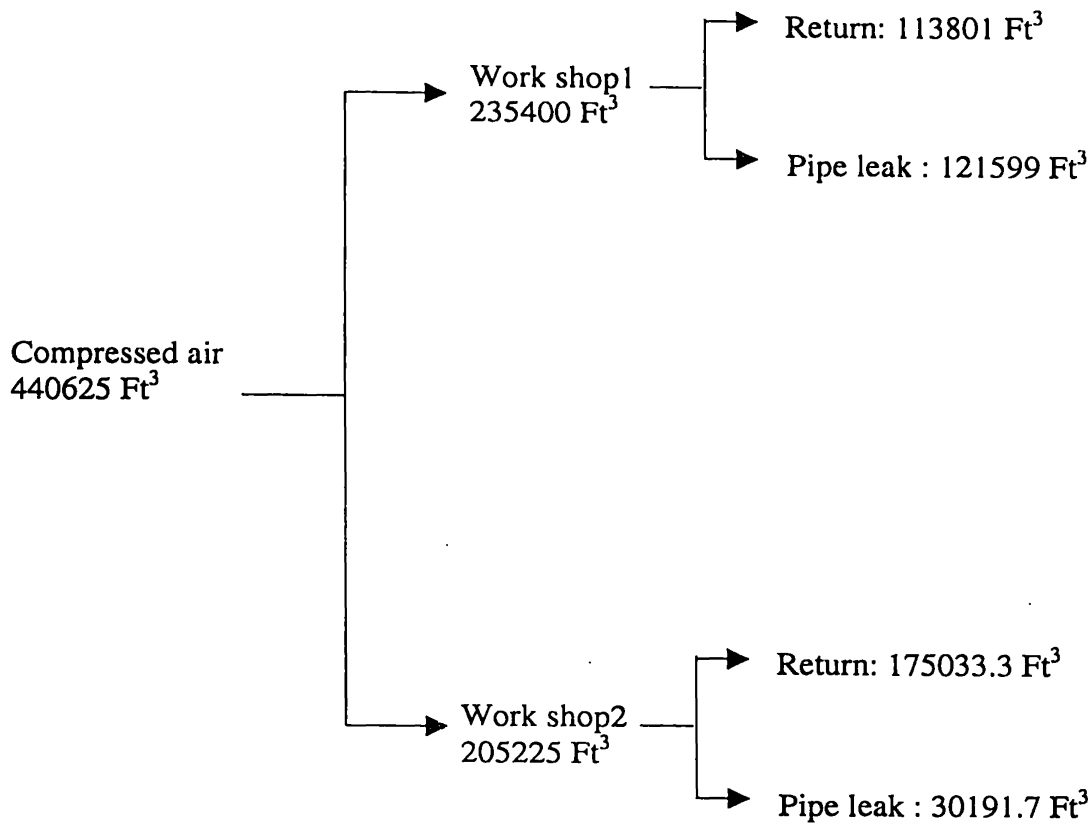 Return: 113801 Ft³
Work shop1
235400 Ft³
Pipe leak : 121599 Ft³
Compressed air
440625 Ft³
Return: 175033.3 Ft³
Work shop2
205225 Ft³
Pipe leak : 30191.7 Ft³